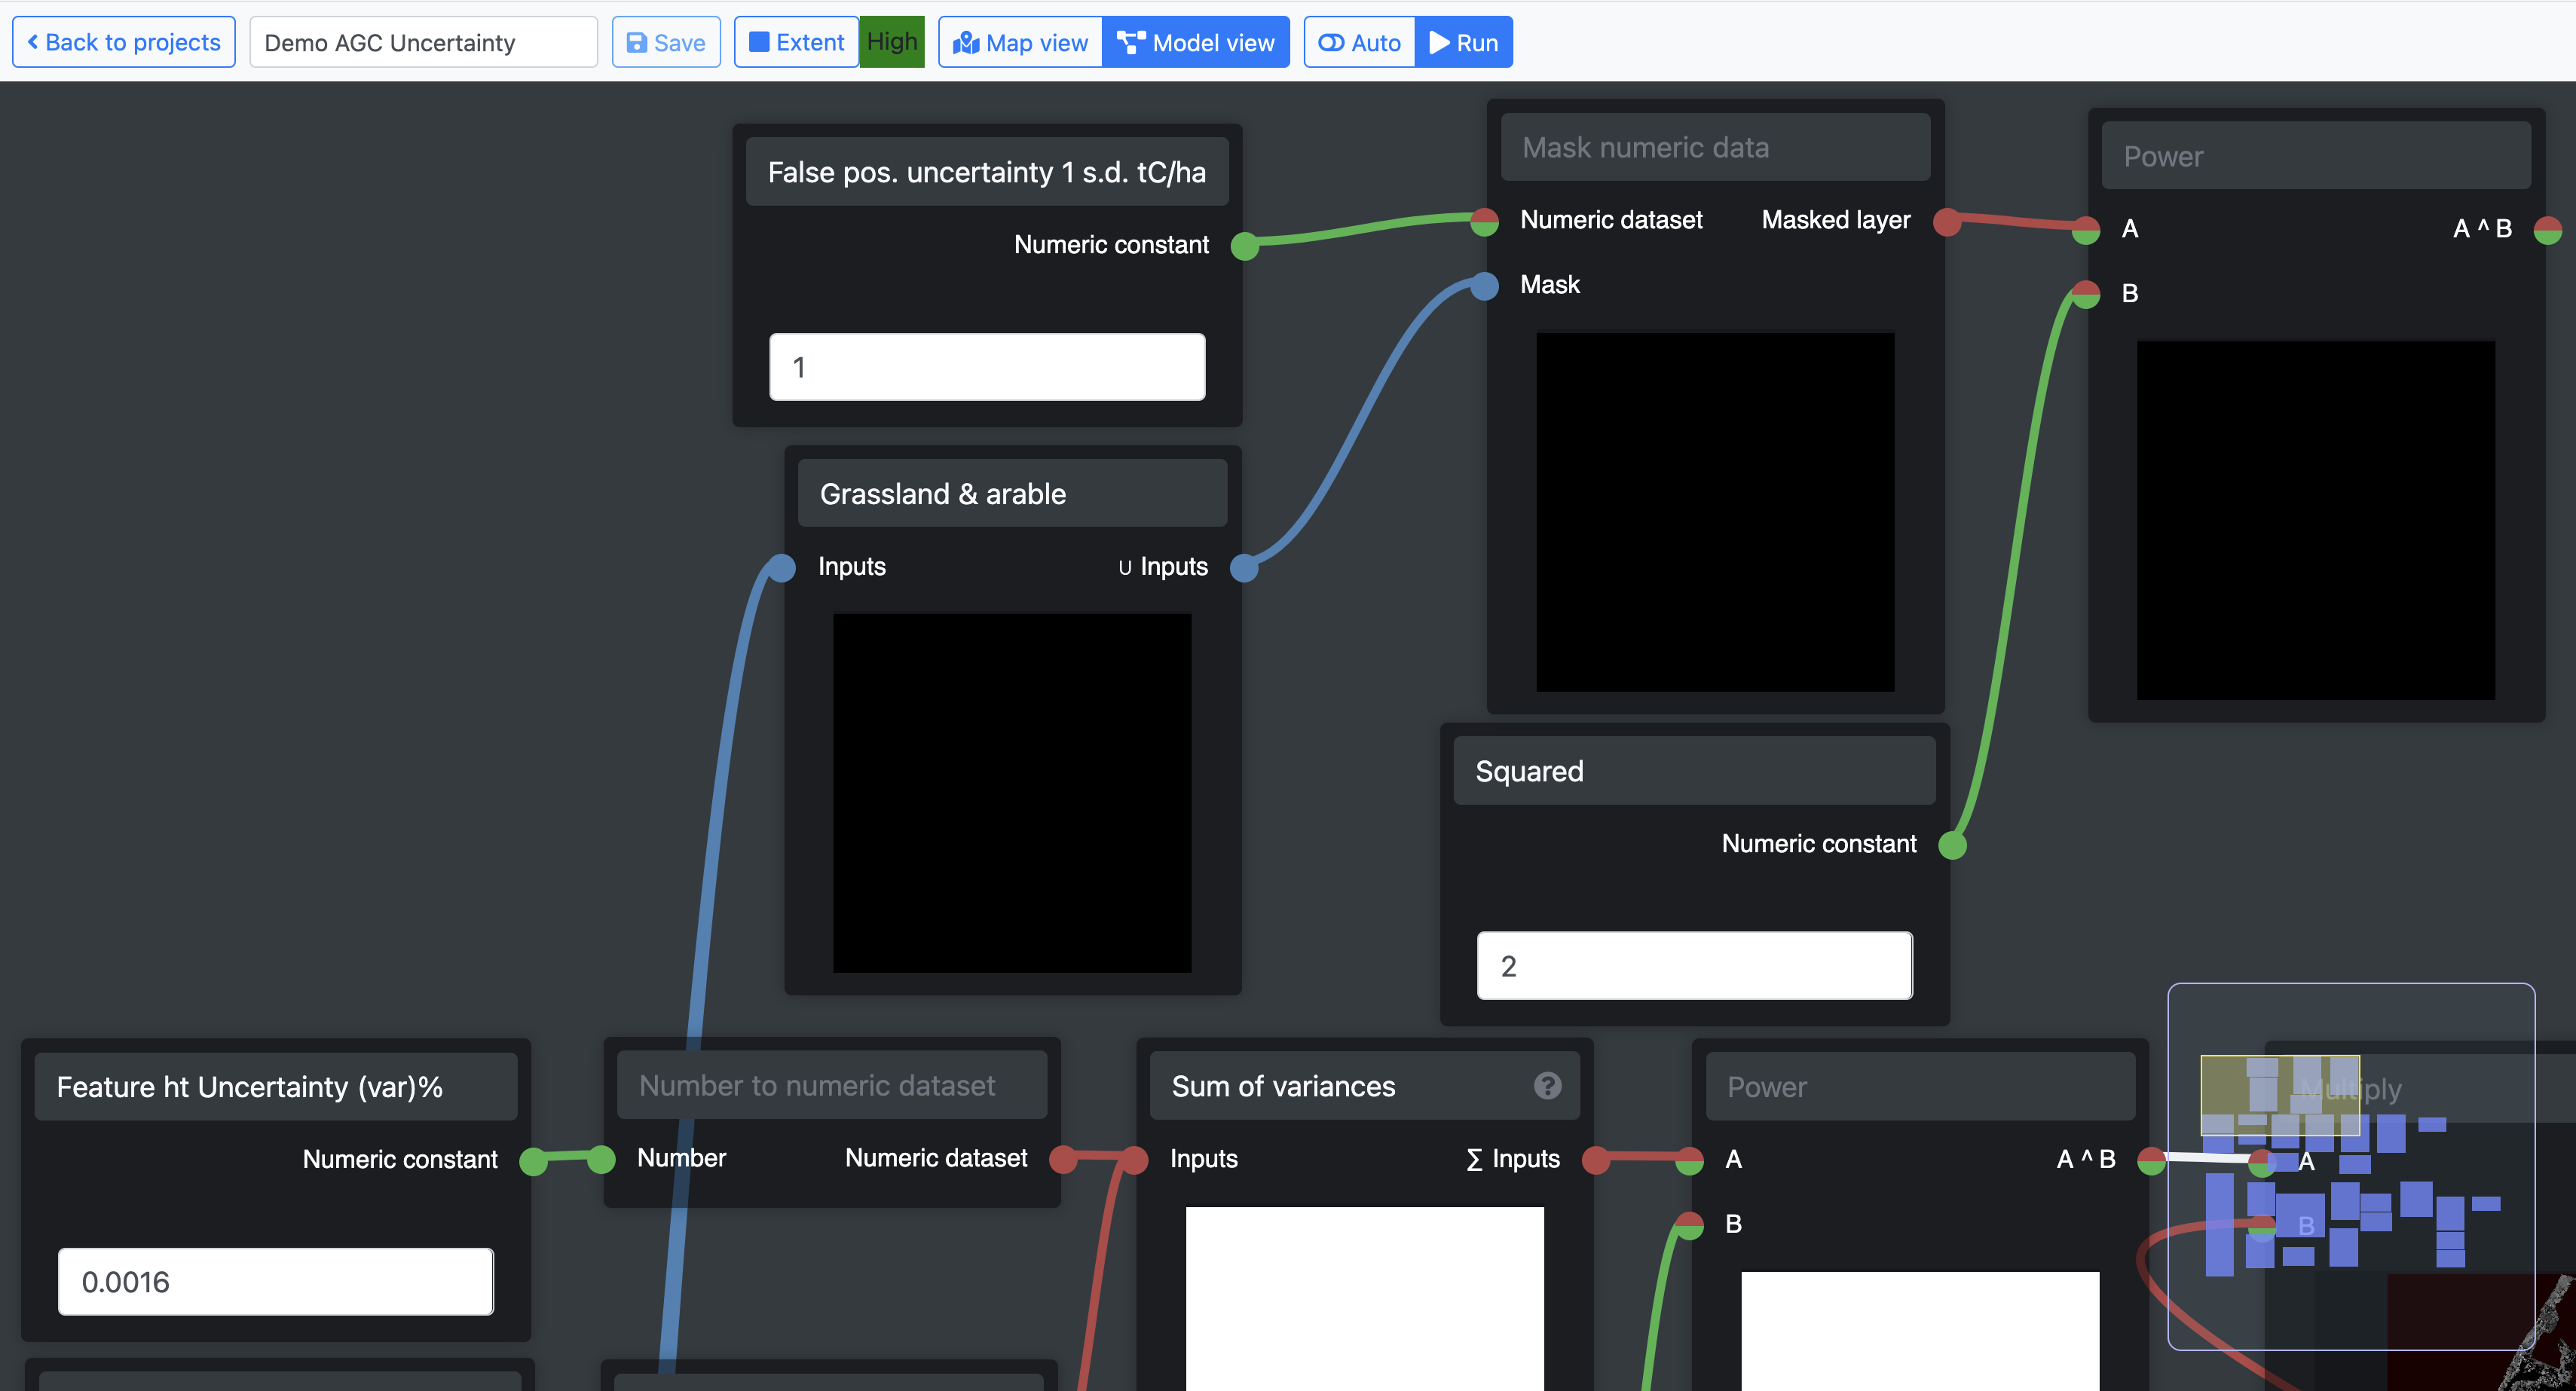 Back to projects
Demo AGC Uncertainty
Save
Extent
High
Map view
Model view
Auto
Run
False pos. uncertainty 1 s.d. tC/ha
Numeric constant
1
Mask numeric data
Numeric dataset
Masked layer
Mask
Power
A
A ^ B
B
Grassland & arable
Inputs
∪ Inputs
Squared
Numeric constant
2
Feature ht Uncertainty (var)%
Numeric constant
0.0016
Number to numeric dataset
Number
Numeric dataset
Sum of variances
?
Inputs
∑ Inputs
Power
A
A ^ B
B
Multiply
A
B